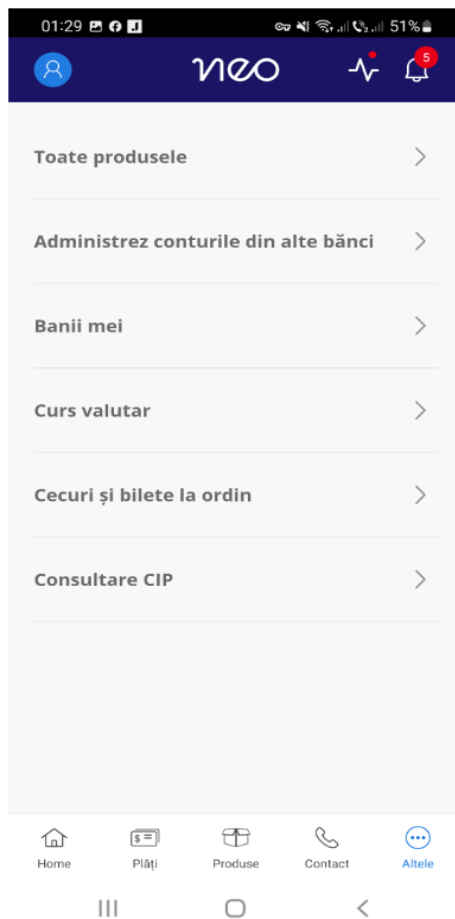 01:29
51%
neo
5
Toate produsele
Administrez conturile din alte bănci
Banii mei
Curs valutar
Cecuri și bilete la ordin
Consultare CIP
Home Plăți Produse Contact Altele